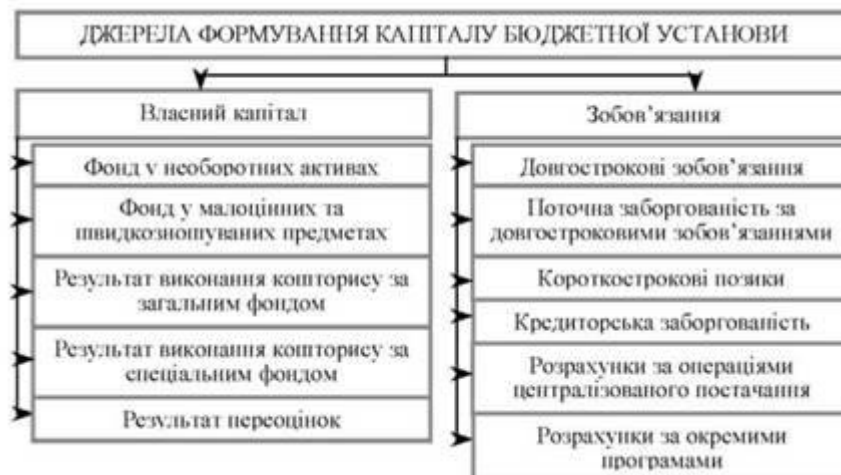 ДЖЕРЕЛА ФОРМУВАННЯ КАПІТАЛУ БЮДЖЕТНОЇ УСТАНОВИ
Власний капітал
Фонд у необоротних активах
Фонд у малоцінних та
швидкозношуваних предметах
Результат виконання кошторису за
загальним фондом
Результат виконання кошторису за
спеціальним фондом
Результат переоцінок
Зобов’язання
Довгострокові зобов’язання
Поточна заборгованість за
довгостроковими зобов’язаннями
Короткострокові позики
Кредиторська заборгованість
Розрахунки за операціями
централізованого постачання
Розрахунки за окремими
програмами